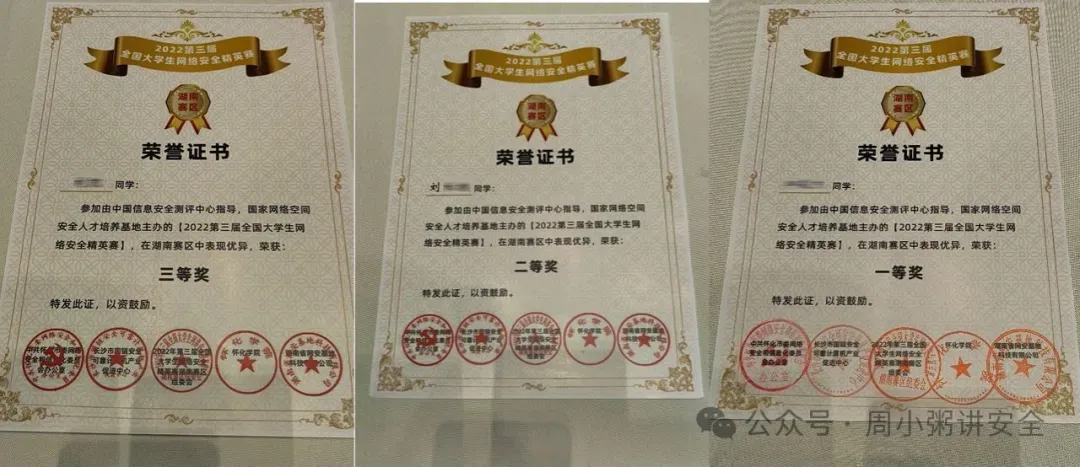 2022第三届
全国大学生网络安全精英赛
湖南
赛区
荣誉证书
同学：
参加由中国信息安全测评中心指导，国家网络空间
安全人才培养基地主办的【2022第三届全国大学生网
络安全精英赛】，在湖南赛区中表现优异，荣获：
三等奖
特发此证，以资鼓励。
怀化学院
2022第三届
全国大学生网络安全精英赛
湖南
赛区
荣誉证书
刘
同学：
参加由中国信息安全测评中心指导，国家网络空间
安全人才培养基地主办的【2022第三届全国大学生网
络安全精英赛】，在湖南赛区中表现优异，荣获：
二等奖
特发此证，以资鼓励。
怀化学院
2022第三届
全国大学生网络安全精英赛
湖南
赛区
荣誉证书
同学：
参加由中国信息安全测评中心指导，国家网络空间
安全人才培养基地主办的【2022第三届全国大学生网
络安全精英赛】，在湖南赛区中表现优异，荣获：
一等奖
特发此证，以资鼓励。
怀化学院
湖南省网安基地
科技有限公司
公众号·周小粥讲安全